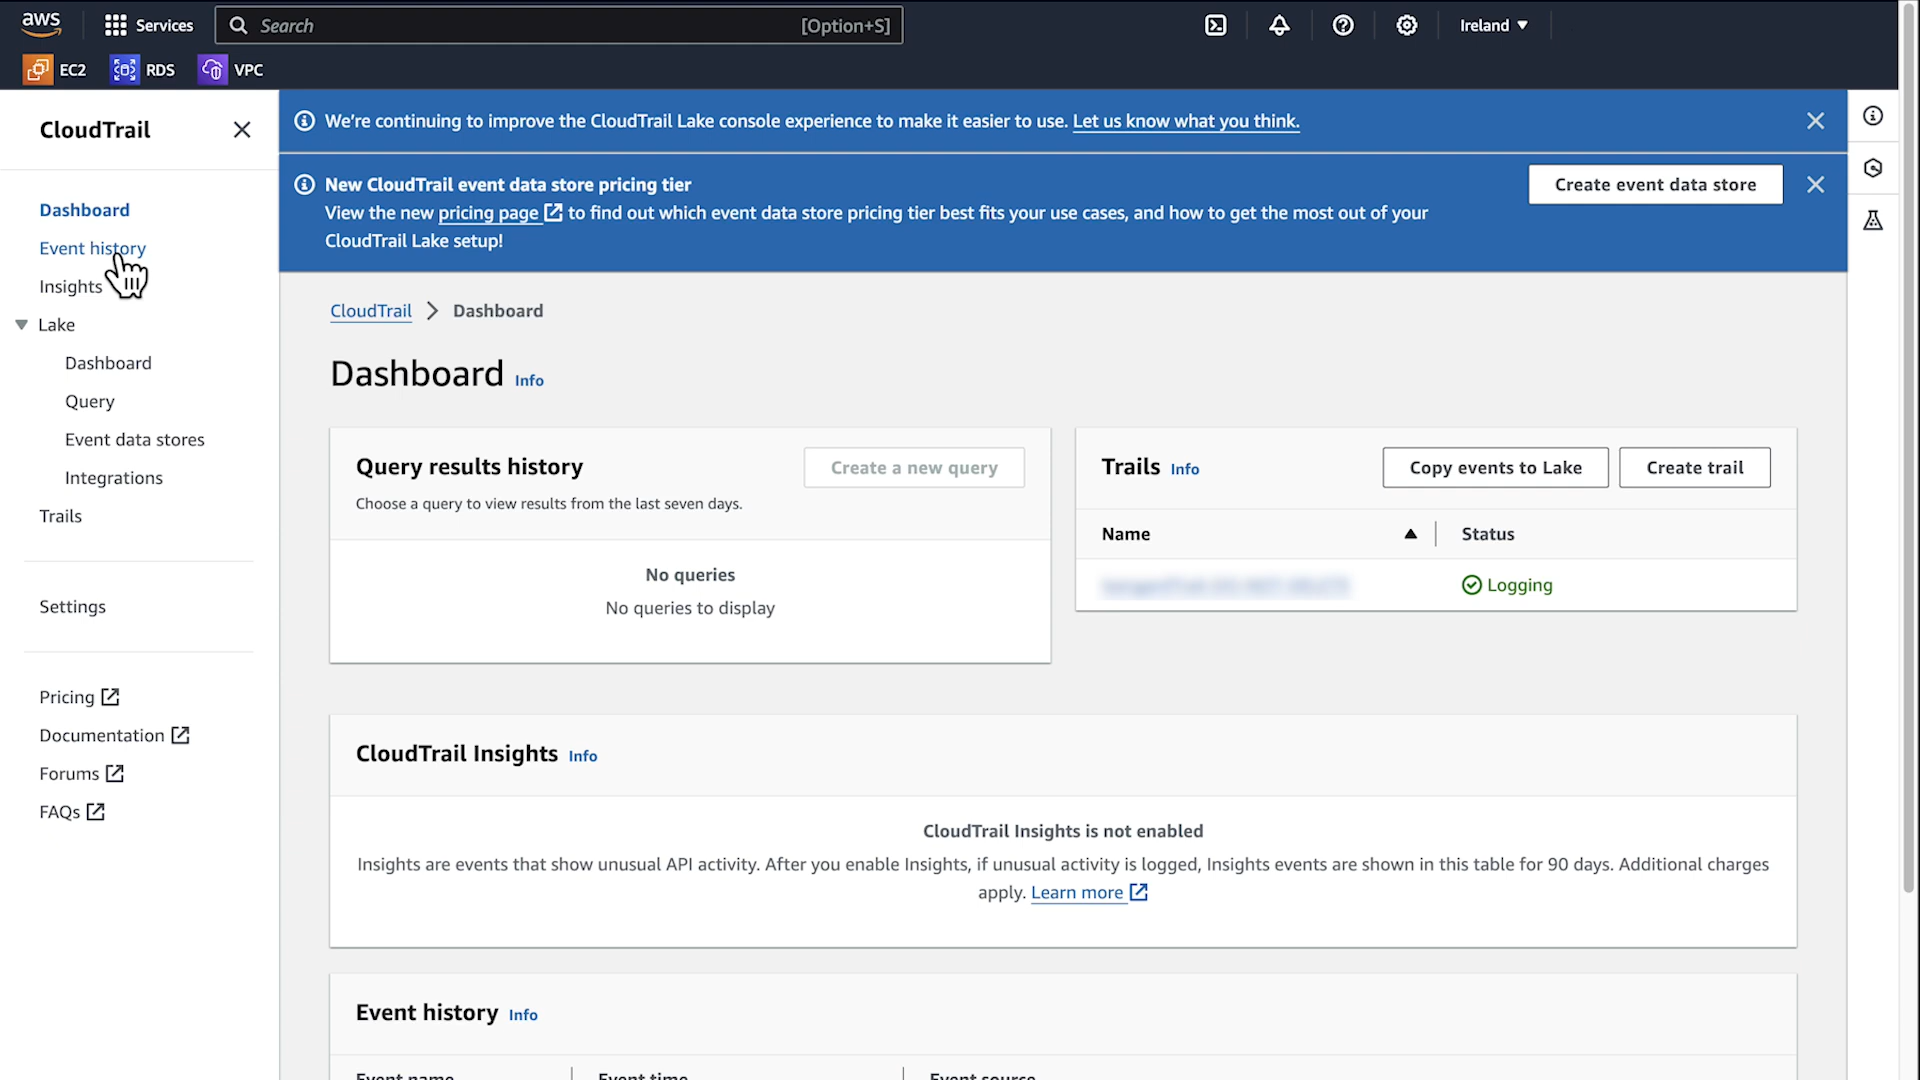 aws
Services
Search
[Option+S]
Ireland
EC2
RDS
VPC
CloudTrail
Dashboard
Event history
Insights
Lake
Dashboard
Query
Event data stores
Integrations
Trails
Settings
Pricing
Documentation
Forums
FAQs
We're continuing to improve the CloudTrail Lake console experience to make it easier to use. Let us know what you think.
New CloudTrail event data store pricing tier
View the new pricing page to find out which event data store pricing tier best fits your use cases, and how to get the most out of your
CloudTrail Lake setup!
Create event data store
CloudTrail
Dashboard
Dashboard Info
Query results history
Create a new query
Choose a query to view results from the last seven days.
No queries
No queries to display
Trails Info
Copy events to Lake
Create trail
Name
Status
Logging
CloudTrail Insights Info
CloudTrail Insights is not enabled
Insights are events that show unusual API activity. After you enable Insights, if unusual activity is logged, Insights events are shown in this table for 90 days. Additional charges
apply. Learn more
Event history Info
Event name
Event time
Event source